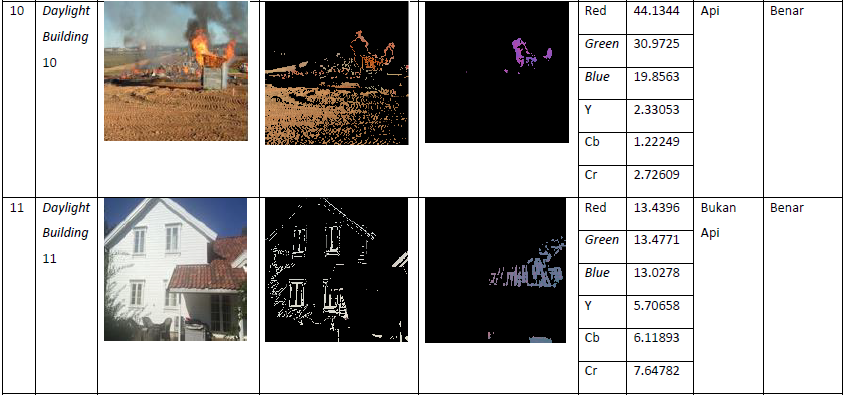 10 Daylight Red 44.1344 Api Benar
Building Green 30.9725
10 Blue 19.8563
Y 2.33053
Cb 1.22249
Cr 2.72609
11 Daylight Red 13.4396 Bukan Benar
Building Green 13.4771 Api
11 Blue 13.0278
Y 5.70658
Cb 6.11893
Cr 7.64782